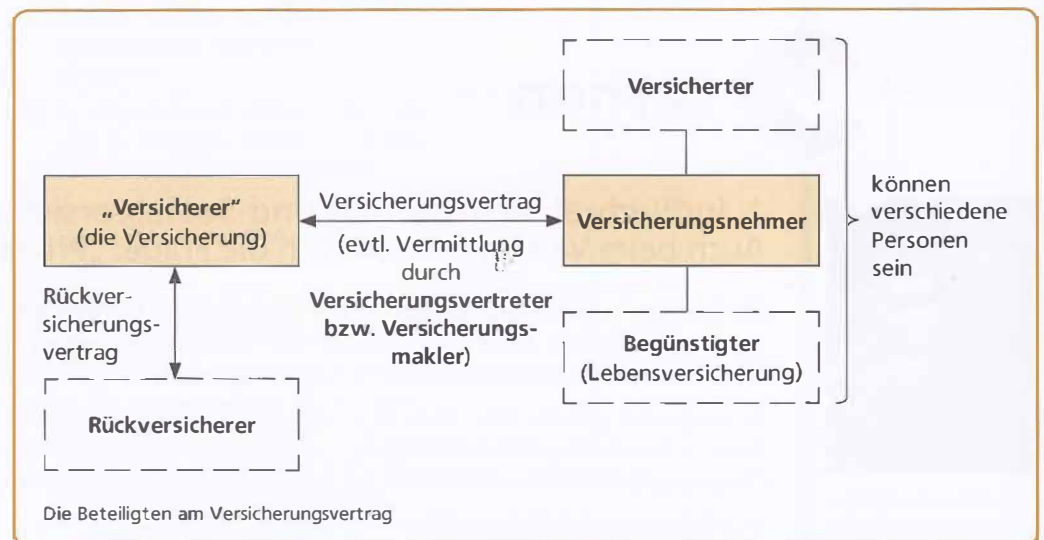 Versicherter
„Versicherer"
(die Versicherung)
Versicherungsvertrag
(evtl. Vermittlung
durch
Versicherungsvertreter
bzw. Versicherungs-
makler)
Versicherungsnehmer
können
verschiedene
Personen
sein
Rückver-
sicherungs-
vertrag
Begünstigter
(Lebensversicherung)
Rückversicherer
Die Beteiligten am Versicherungsvertrag